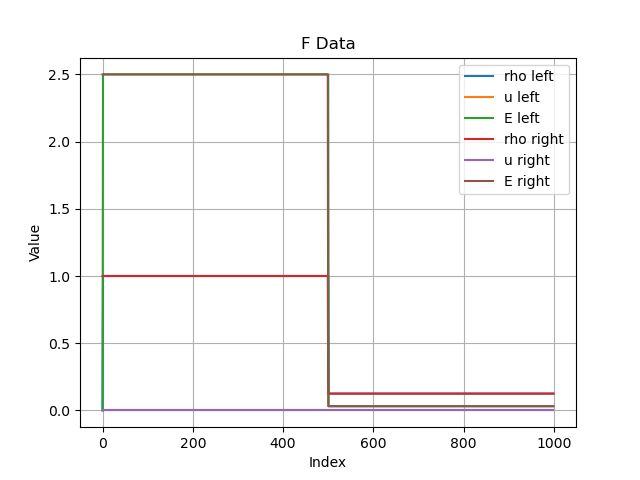 F Data
2.5
2.0
1.5
1.0
0.5
0.0
Value
rho left
u left
E left
rho right
u right
E right
0
200
400
600
800
1000
Index